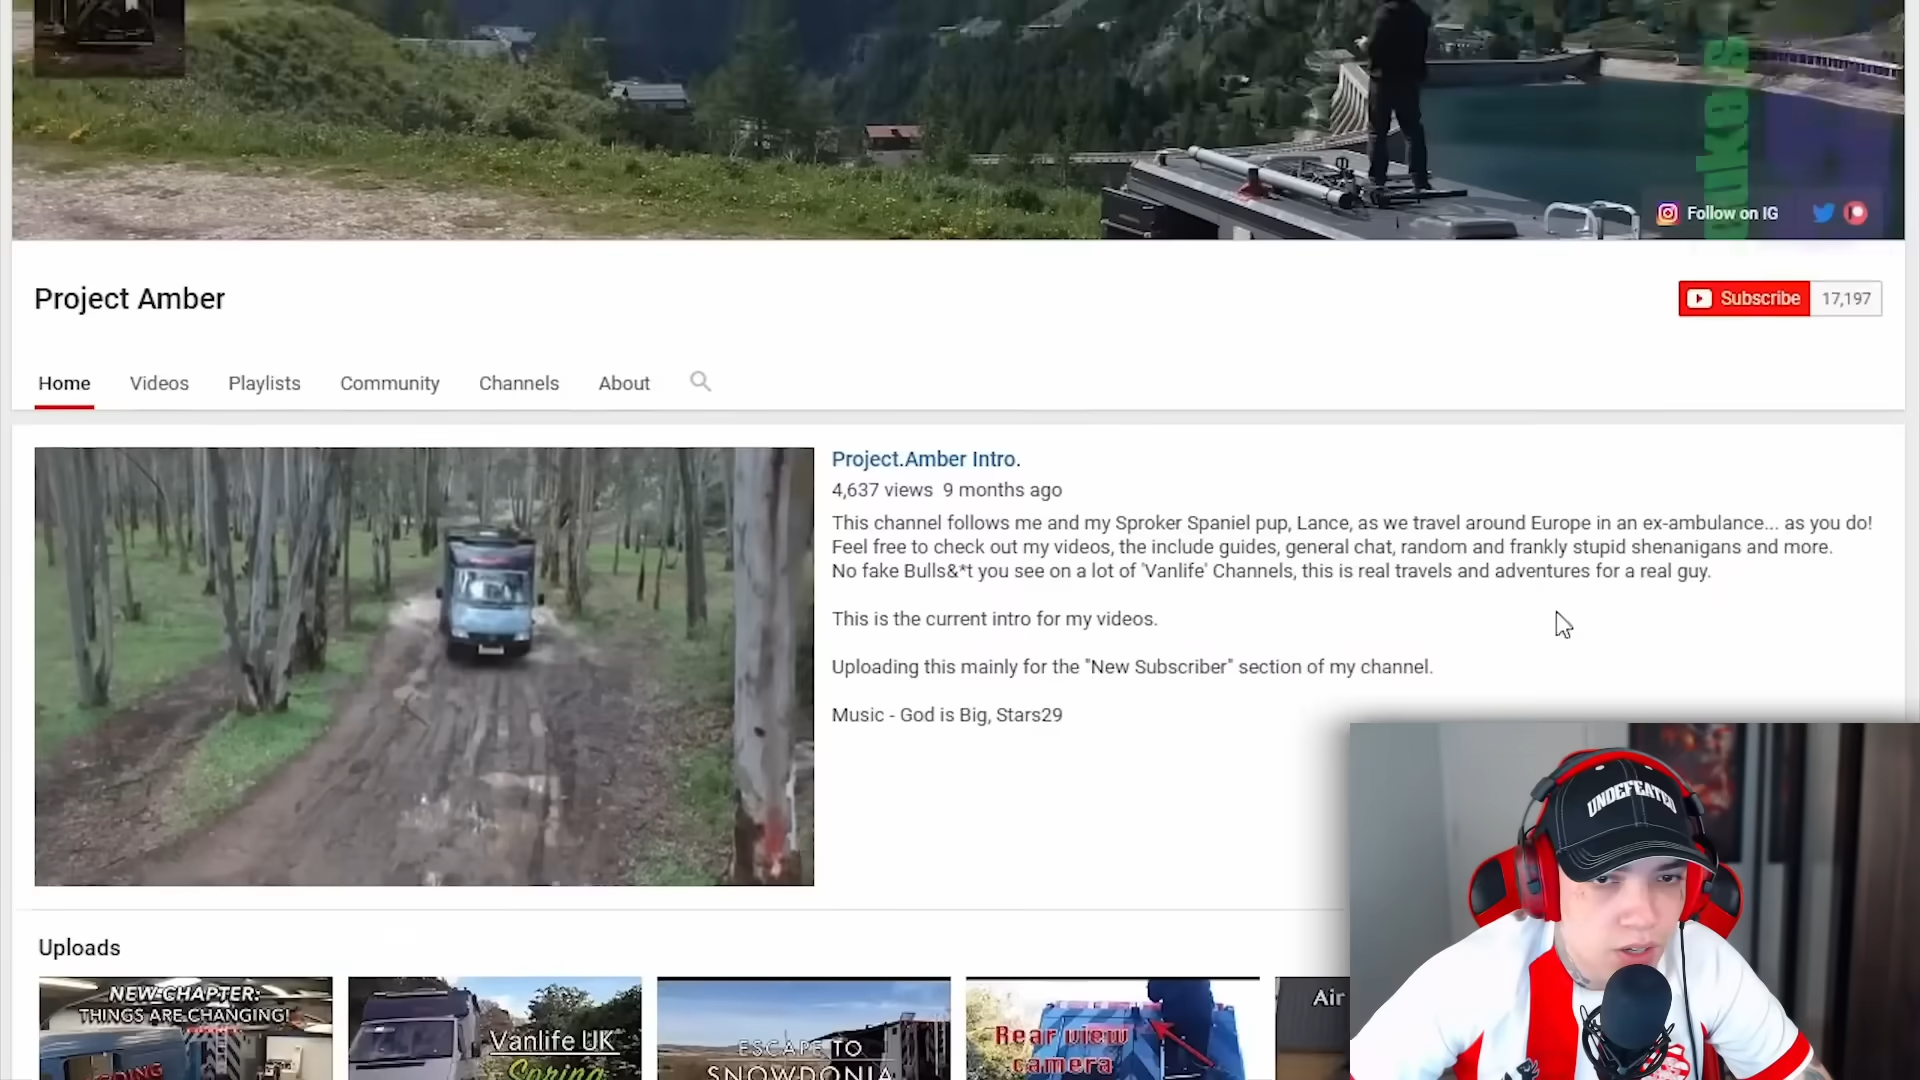 Follow on IG
Project Amber
Subscribe 17,197
Home Videos Playlists Community Channels About
Project.Amber Intro.
4,637 views 9 months ago
This channel follows me and my Sproker Spaniel pup, Lance, as we travel around Europe in an ex-ambulance... as you do!
Feel free to check out my videos, the include guides, general chat, random and frankly stupid shenanigans and more.
No fake Bulls&*t you see on a lot of 'Vanlife' Channels, this is real travels and adventures for a real guy.
This is the current intro for my videos.
Uploading this mainly for the "New Subscriber" section of my channel.
Music - God is Big, Stars29
UNDEFEATED
Uploads
NEW CHAPTER:
THINGS ARE CHANGING!
GOING
Vanlife UK
Spring
ESCAPE TO
SNOWDONIA
Rear view
camera
Air